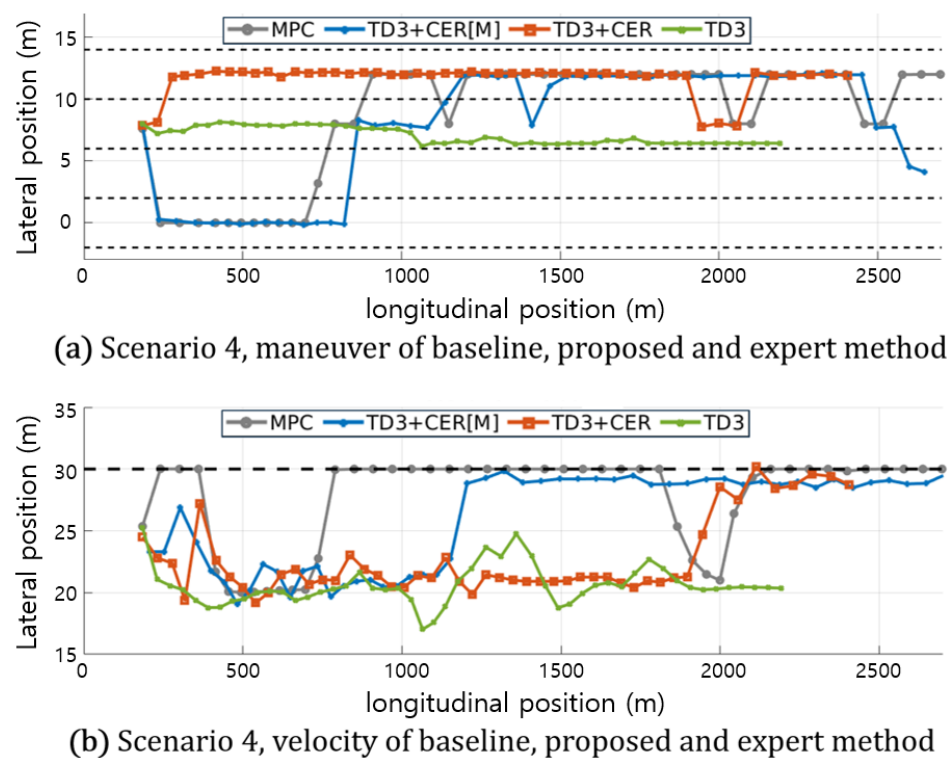 MPC TD3+CER[M] TD3+CER TD3
Lateral position (m)
15
10
5
0
0 500 1000 1500 2000 2500
longitudinal position (m)
(a) Scenario 4, maneuver of baseline, proposed and expert method
MPC TD3+CER[M] TD3+CER TD3
Lateral position (m)
35
30
25
20
15
0 500 1000 1500 2000 2500
longitudinal position (m)
(b) Scenario 4, velocity of baseline, proposed and expert method